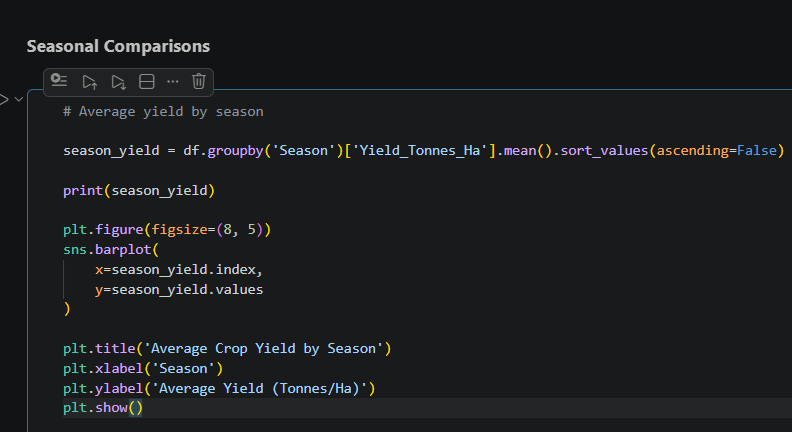 Seasonal Comparisons
# Average yield by season
season_yield = df.groupby('Season')['Yield_Tonnes_Ha'].mean().sort_values(ascending=False)
print(season_yield)
plt.figure(figsize=(8, 5))
sns.barplot(
    x=season_yield.index,
    y=season_yield.values
)
plt.title('Average Crop Yield by Season')
plt.xlabel('Season')
plt.ylabel('Average Yield (Tonnes/Ha)')
plt.show()